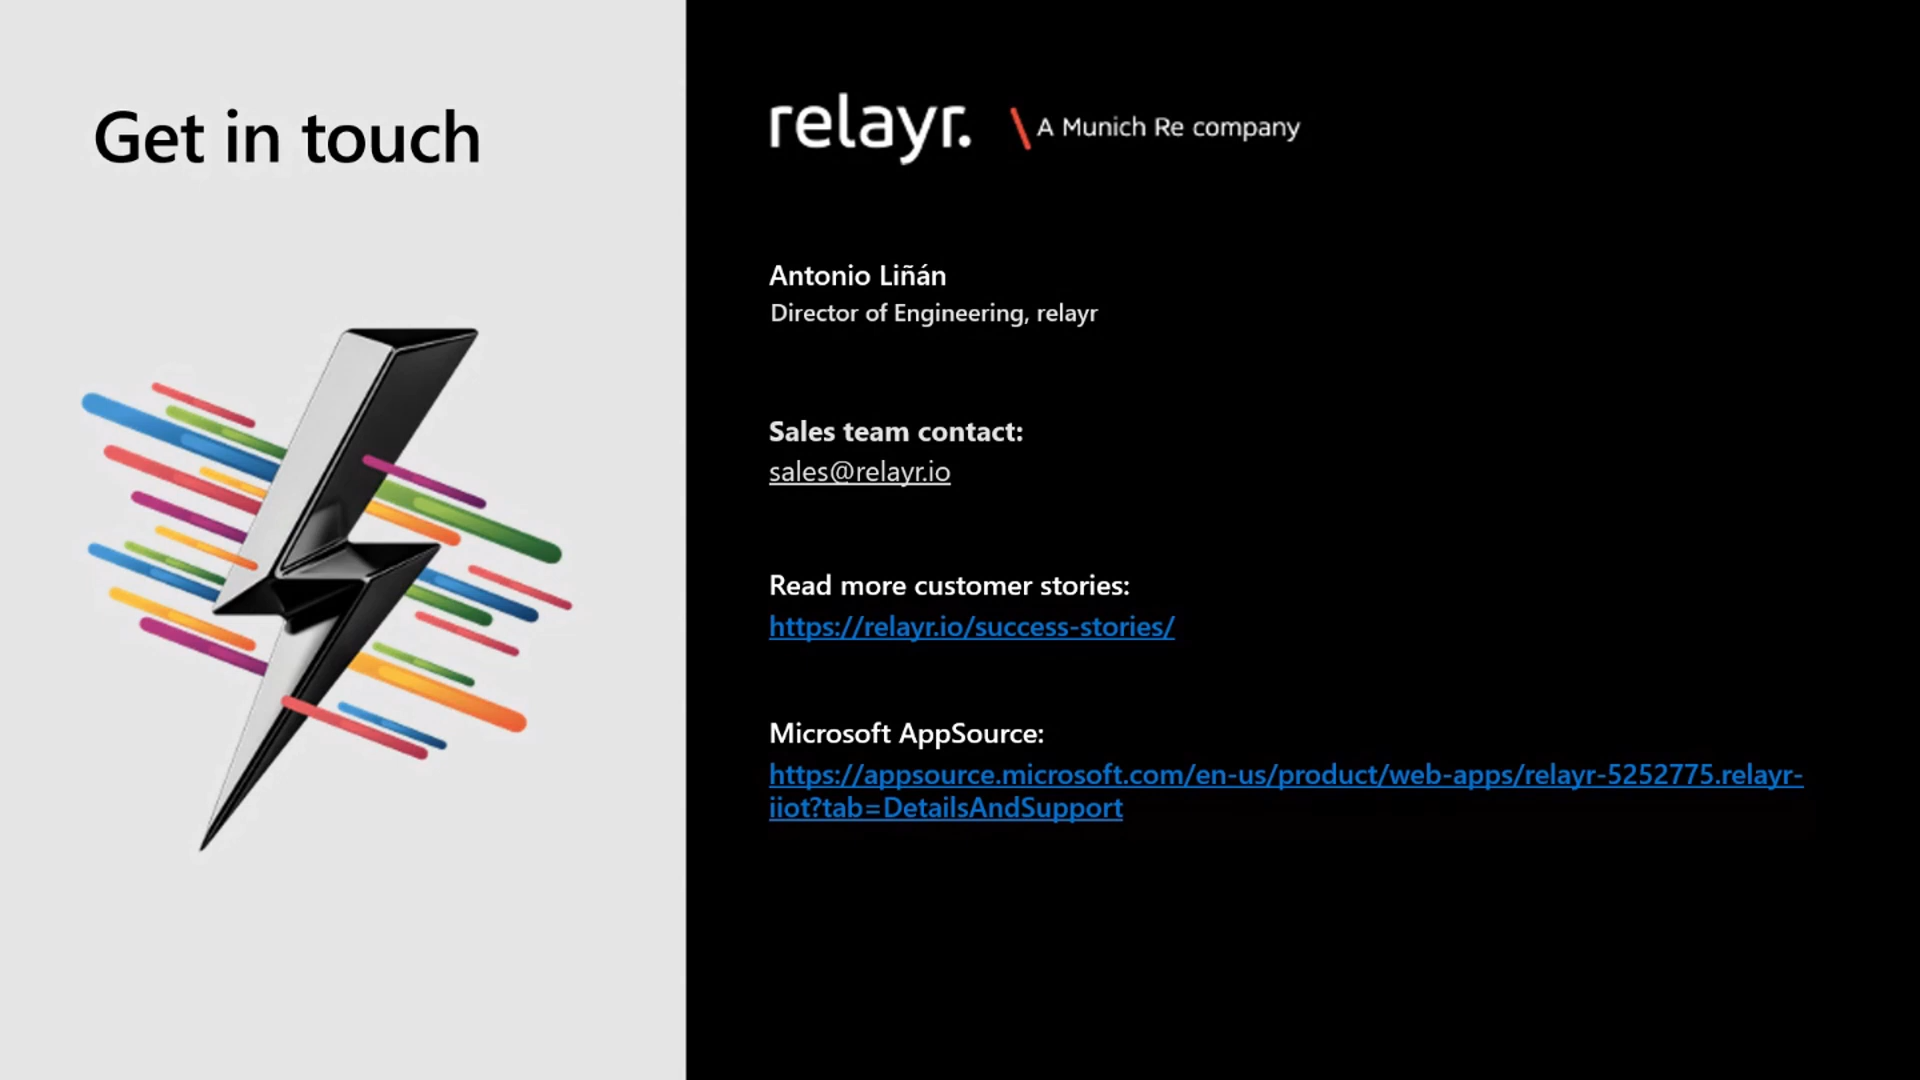 Get in touch
relayr.
A Munich Re company
Antonio Liñán
Director of Engineering, relayr
Sales team contact:
sales@relayr.io
Read more customer stories:
https://relayr.io/success-stories/
Microsoft AppSource:
https://appsource.microsoft.com/en-us/product/web-apps/relayr-5252775.relayr-
iiot?tab=DetailsAndSupport